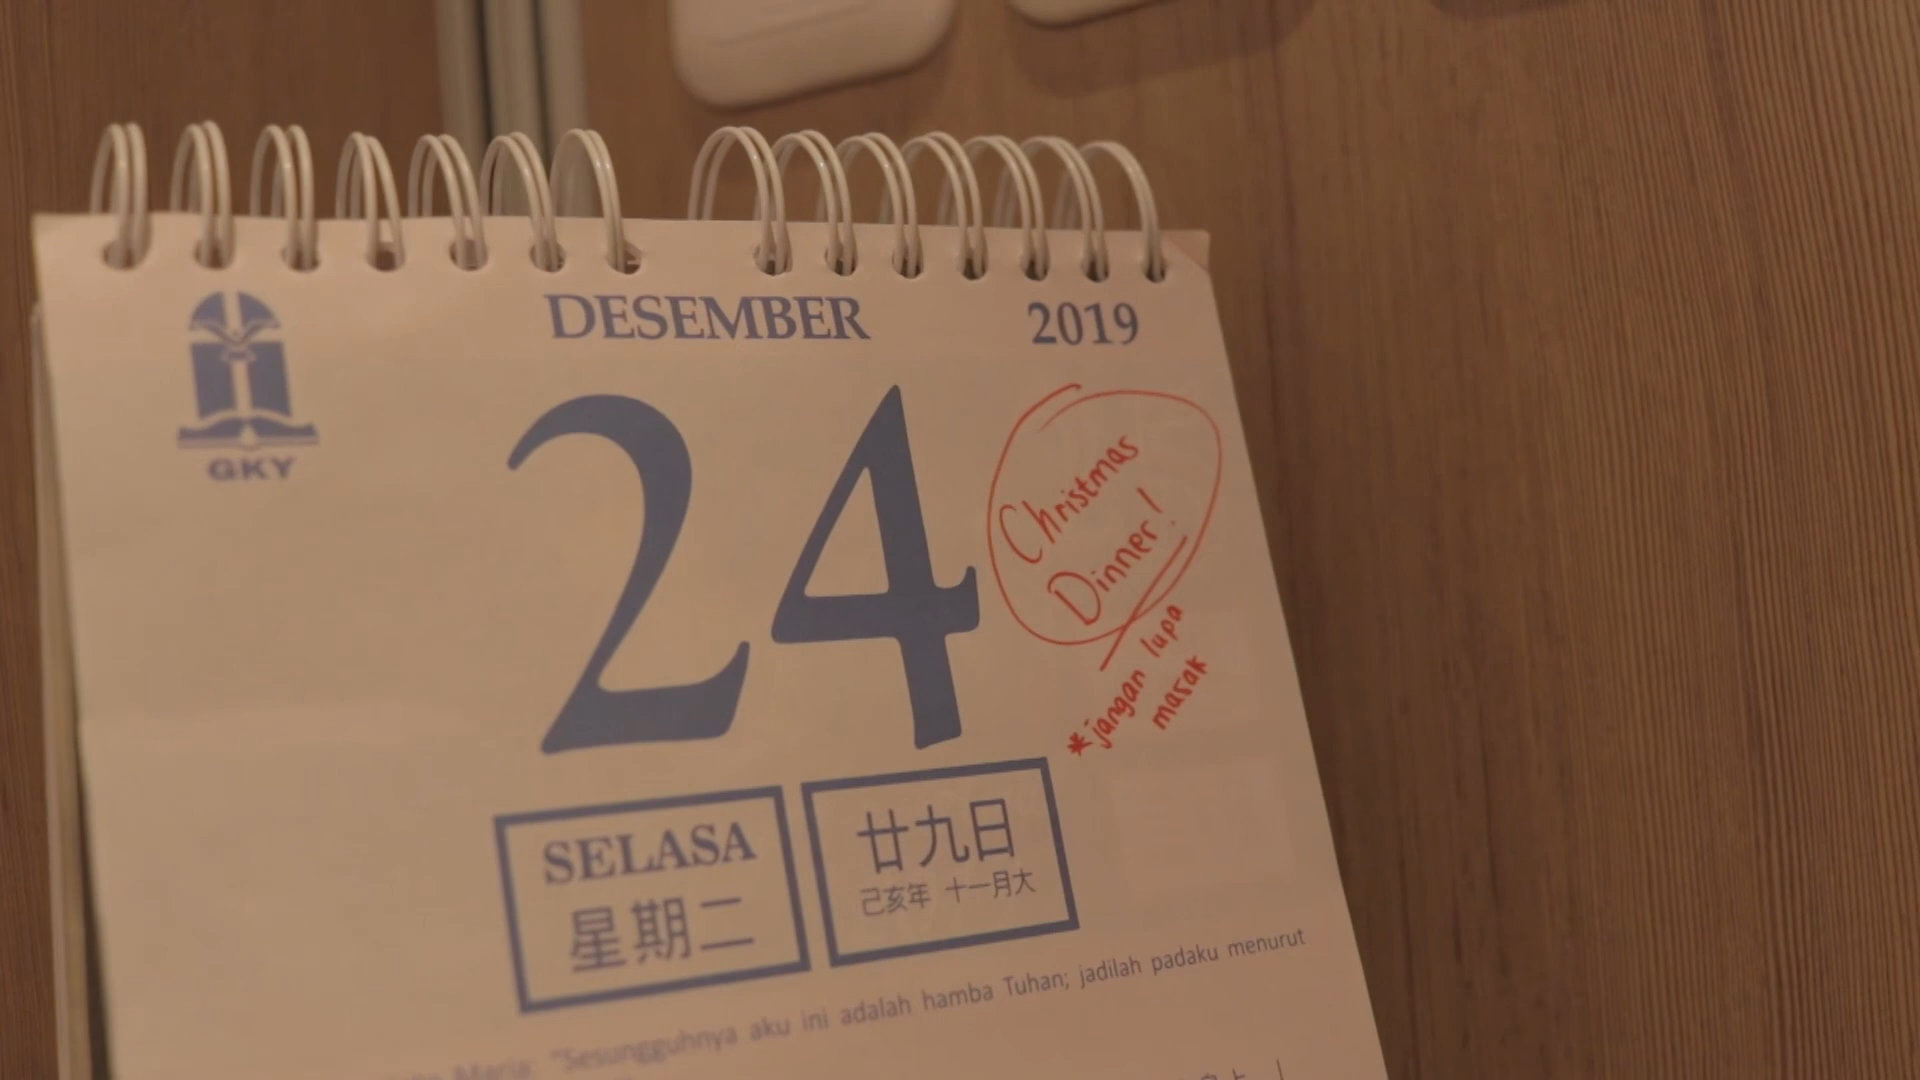 DESEMBER 2019
GKY
24
Christmas
Dinner!
*jangan lupa
masak
SELASA
星期二
廿九日
己亥年 十一月大
Maria: "Sesungguhnya aku ini adalah hamba Tuhan; jadilah padaku menurut